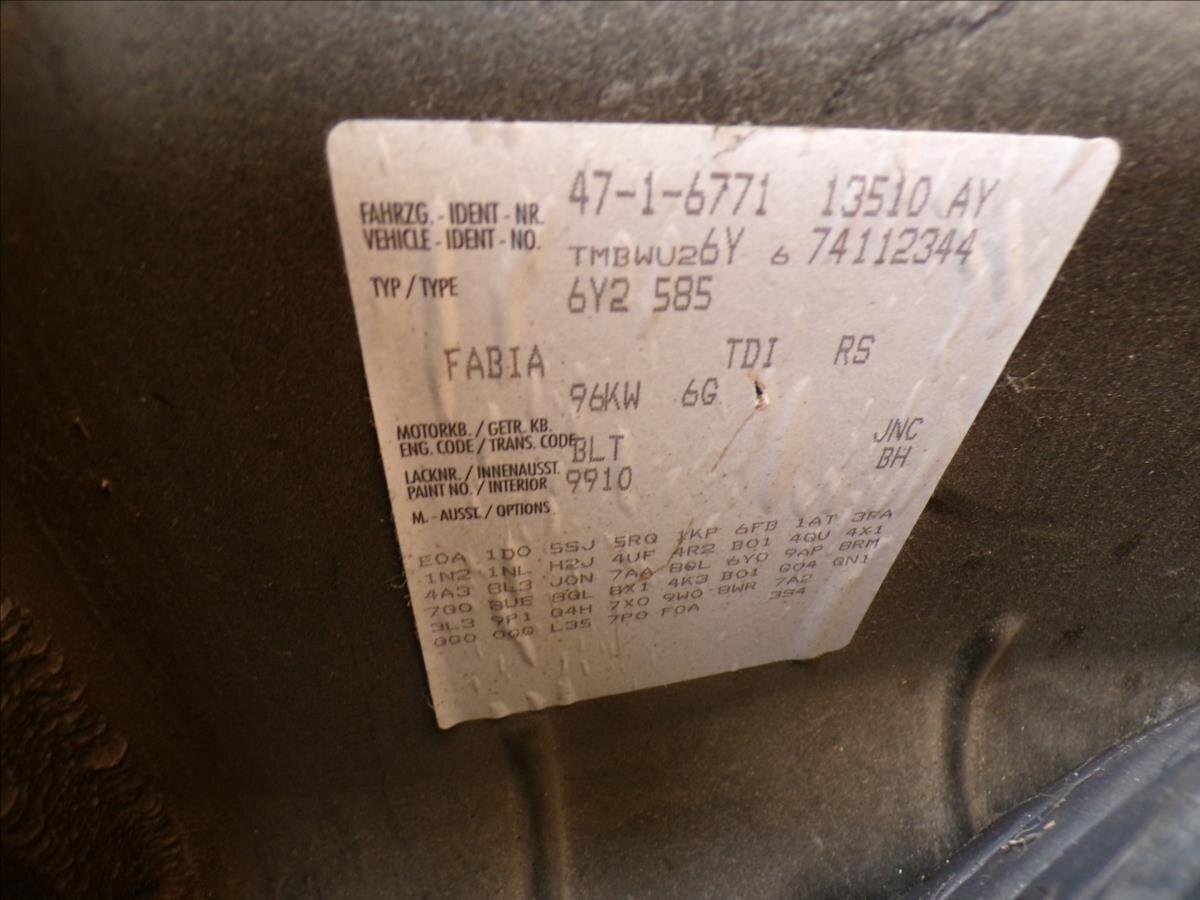 47-1-6771 13510 AY
FAHRZG. - IDENT - NR.
VEHICLE - IDENT - NO. TMBWU26Y 6 74112344
TYP / TYPE 6Y2 585
FABIA TDI RS
96KW 6G
MOTORKB. / GETR. KB.
ENG. CODE / TRANS. CODE BLT JNC
LACKNR. / INNENAUSST.
PAINT NO. / INTERIOR 9910 BH
M. - AUSST. / OPTIONS
E0A 1D0 5SJ 5RQ 1KP 6FB 1AT 3FA
1N2 1NL H2J 4UF 4R2 B01 4QU 4X1
4A3 8L3 J0N 7AA 8QL 6Y0 9AP 8RM
7G0 8UE 8GL 8X1 4K3 B01 G04 QN1
3L3 9P1 G4H 7X0 9W0 8WR 7A2
QG0 0GG L35 7P0 F0A 3S4